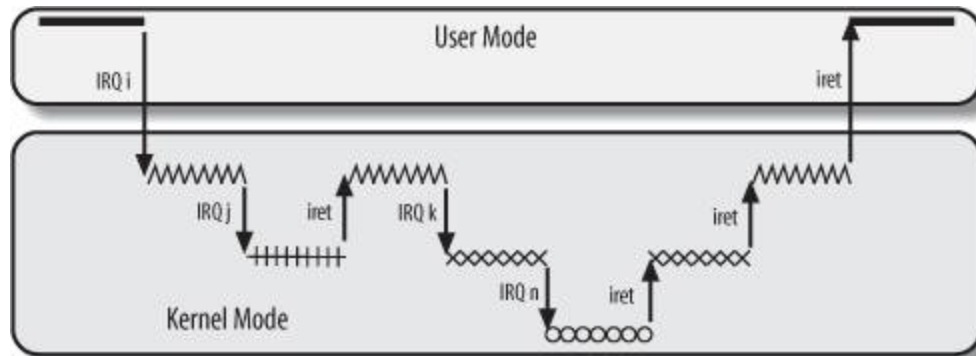 User Mode
IRQ i
iret
IRQ j
iret
IRQ k
iret
IRQ n
iret
Kernel Mode